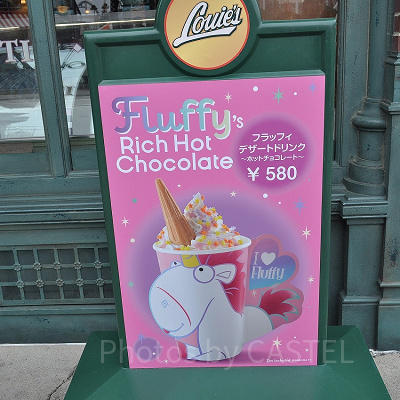 Louie's
Fluffy's
Rich Hot
Chocolate
フラッフィ
デザートドリンク
～ホットチョコレート～
¥ 580
I ♥
Fluffy
Photo by CASTEL